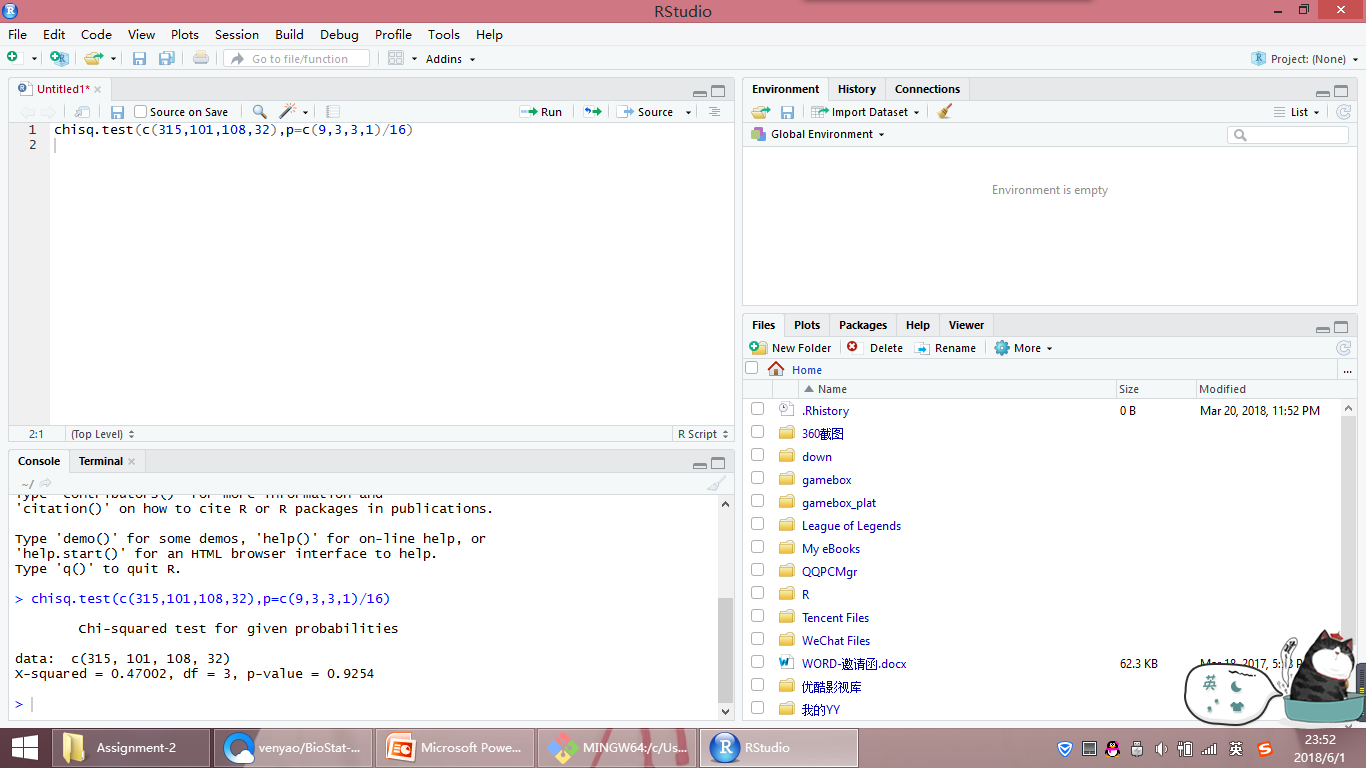 RStudio
File Edit Code View Plots Session Build Debug Profile Tools Help
Go to file/function Addins Project: (None)
Untitled1*
Source on Save Run Source
1 chisq.test(c(315,101,108,32),p=c(9,3,3,1)/16)
2
2:1 (Top Level) R Script
Console Terminal
~/
Type 'contributors()' for more information and
'citation()' on how to cite R or R packages in publications.
Type 'demo()' for some demos, 'help()' for on-line help, or
'help.start()' for an HTML browser interface to help.
Type 'q()' to quit R.
> chisq.test(c(315,101,108,32),p=c(9,3,3,1)/16)
Chi-squared test for given probabilities
data:  c(315, 101, 108, 32)
X-squared = 0.47002, df = 3, p-value = 0.9254
>
Environment History Connections
Import Dataset List
Global Environment
Environment is empty
Files Plots Packages Help Viewer
New Folder Delete Rename More
Home ...
Name Size Modified
.Rhistory 0 B Mar 20, 2018, 11:52 PM
360截图
down
gamebox
gamebox_plat
League of Legends
My eBooks
QQPCMgr
R
Tencent Files
WeChat Files
WORD-邀请函.docx 62.3 KB 2017,
优酷影视库
我的YY
英
Assignment-2 venyao/BioStat-... Microsoft Powe... MINGW64:/c/Us... RStudio 英 23:52
2018/6/1